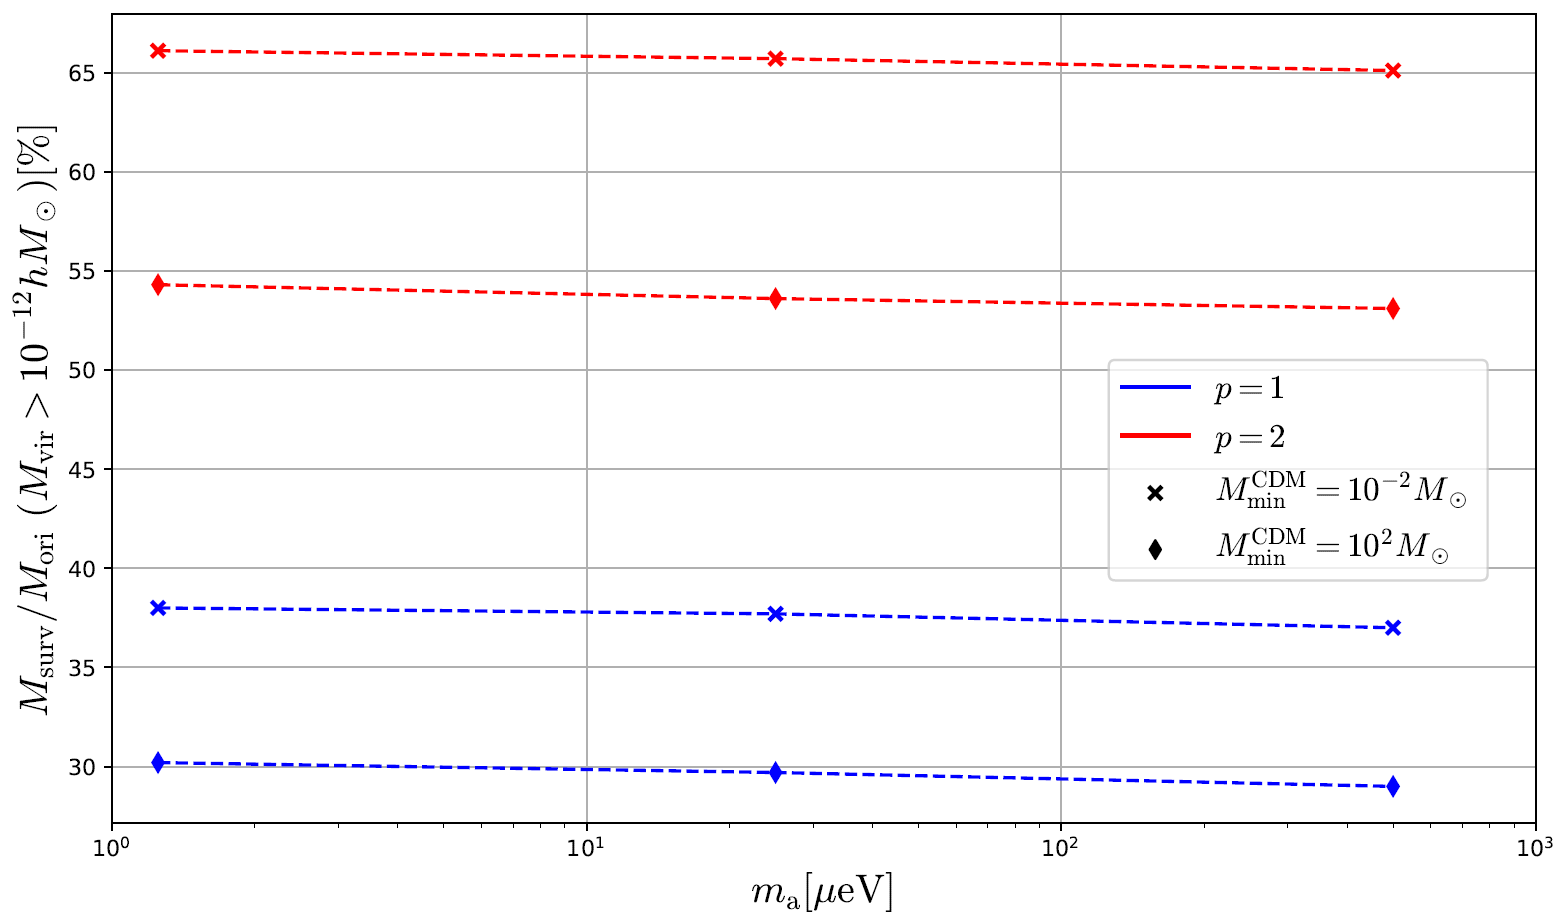 M_surv/M_ori (M_vir > 10^−12 hM_⊙)[%]
65
60
55
50
45
40
35
30
p = 1
p = 2
M_min^CDM = 10^−2 M_⊙
M_min^CDM = 10^2 M_⊙
10^0 10^1 10^2 10^3
m_a[μeV]